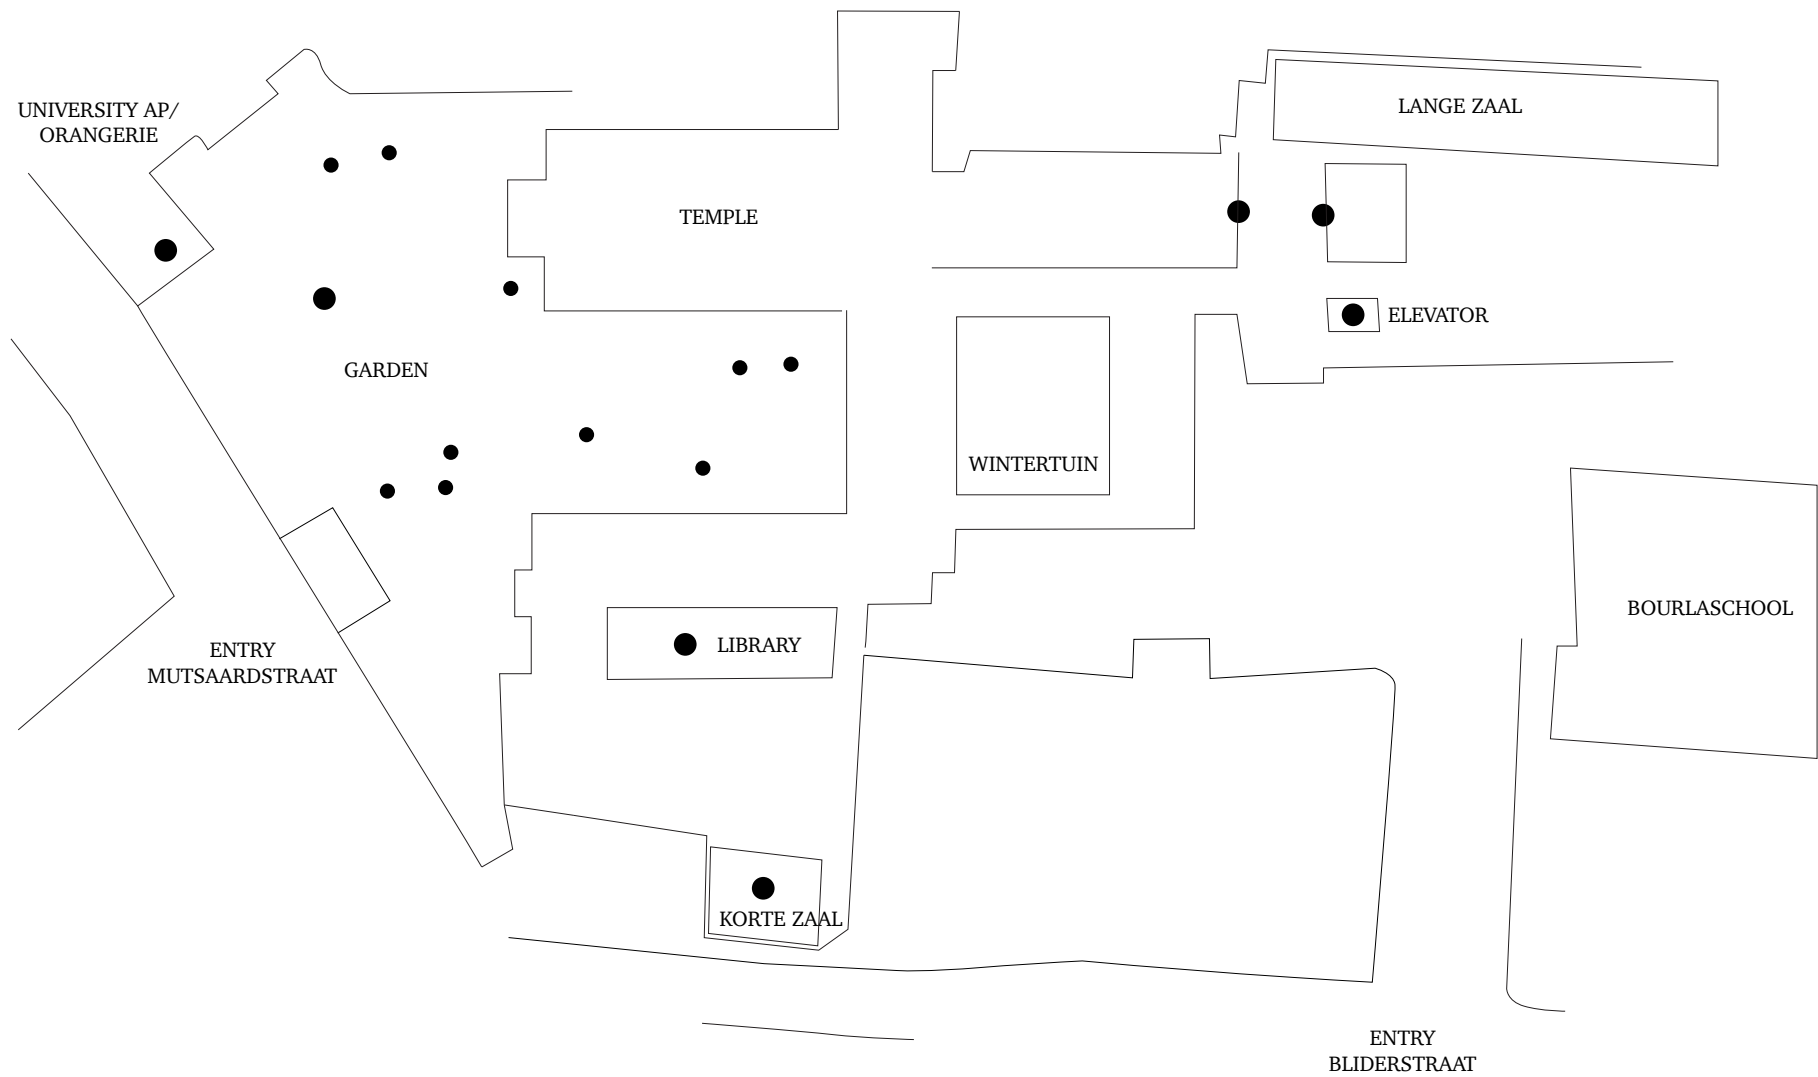 UNIVERSITY AP/
ORANGERIE
LANGE ZAAL
TEMPLE
ELEVATOR
GARDEN
WINTERTUIN
BOURLASCHOOL
ENTRY
MUTSAARDSTRAAT
LIBRARY
KORTE ZAAL
ENTRY
BLIDERSTRAAT